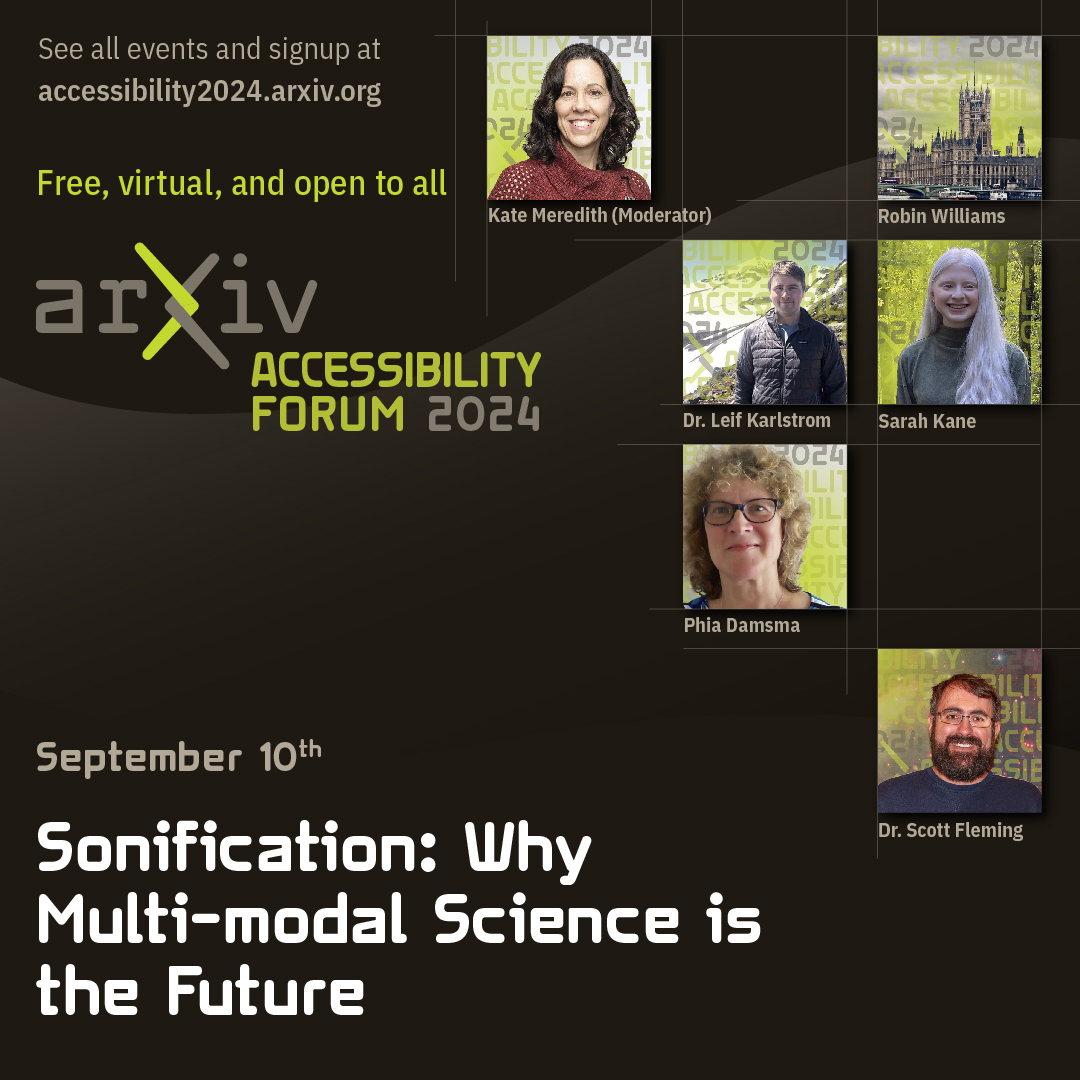 See all events and signup at
accessibility2024.arxiv.org
Free, virtual, and open to all
arXiv
ACCESSIBILITY
FORUM 2024
Kate Meredith (Moderator)
Robin Williams
Dr. Leif Karlstrom
Sarah Kane
Phia Damsma
Dr. Scott Fleming
September 10th
Sonification: Why
Multi-modal Science is
the Future